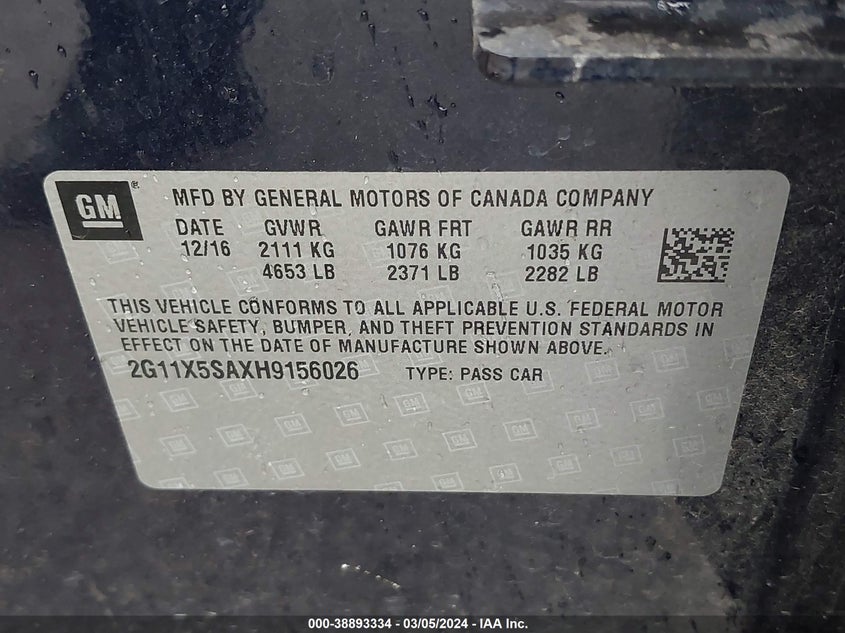 GM
MFD BY GENERAL MOTORS OF CANADA COMPANY
DATE GVWR GAWR FRT GAWR RR
12/16 2111 KG 1076 KG 1035 KG
4653 LB 2371 LB 2282 LB
THIS VEHICLE CONFORMS TO ALL APPLICABLE U.S. FEDERAL MOTOR
VEHICLE SAFETY, BUMPER, AND THEFT PREVENTION STANDARDS IN
EFFECT ON THE DATE OF MANUFACTURE SHOWN ABOVE.
2G11X5SAXH9156026 TYPE: PASS CAR
000-38893334 - 03/05/2024 - IAA Inc.